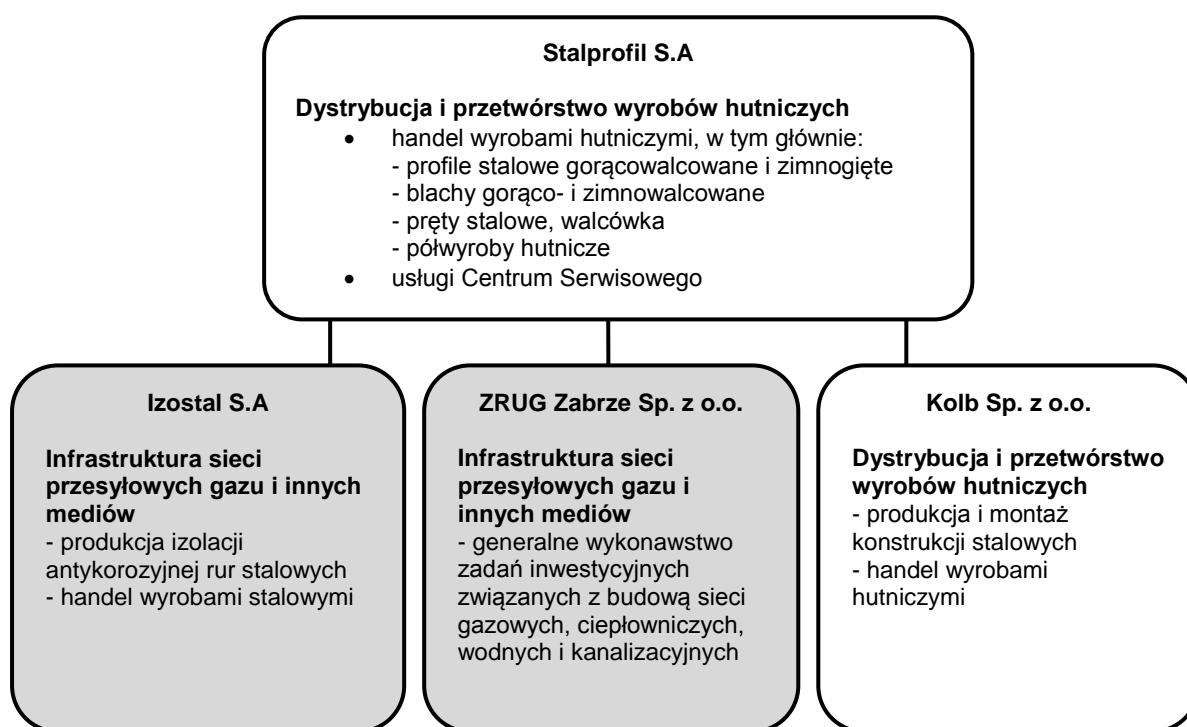 Stalprofil S.A
Dystrybucja i przetwórstwo wyrobów hutniczych
• handel wyrobami hutniczymi, w tym głównie:
- profile stalowe gorącowalcowane i zimnogięte
- blachy gorąco- i zimnowalcowane
- pręty stalowe, walcówka
- półwyroby hutnicze
• usługi Centrum Serwisowego
Izostal S.A
Infrastruktura sieci
przesyłowych gazu i innych
mediów
- produkcja izolacji
antykorozyjnej rur stalowych
- handel wyrobami stalowymi
ZRUG Zabrze Sp. z o.o.
Infrastruktura sieci
przesyłowych gazu i
innych mediów
- generalne wykonawstwo
zadań inwestycyjnych
związanych z budową sieci
gazowych, ciepłowniczych,
wodnych i kanalizacyjnych
Kolb Sp. z o.o.
Dystrybucja i przetwórstwo
wyrobów hutniczych
- produkcja i montaż
konstrukcji stalowych
- handel wyrobami
hutniczymi